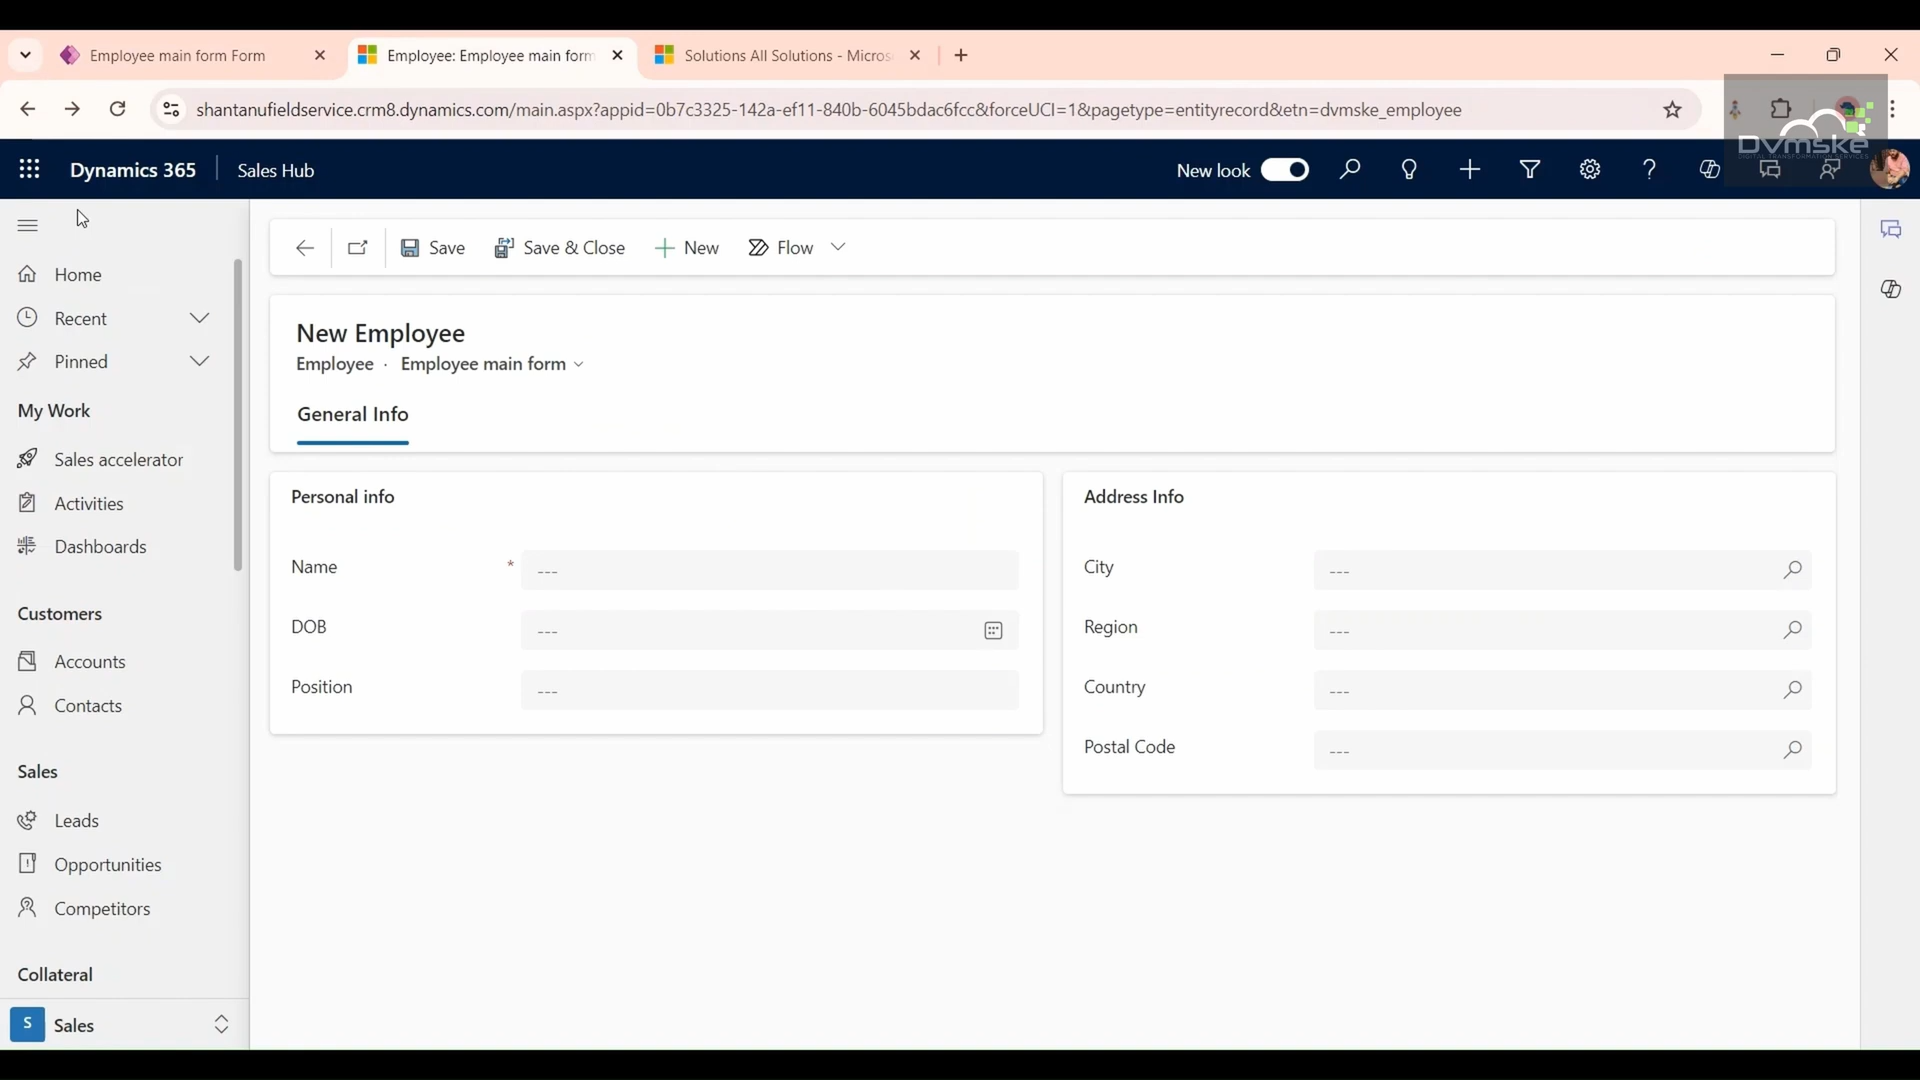 Employee main form Form
Employee: Employee main form
Solutions All Solutions - Micros
shantanufieldservice.crm8.dynamics.com/main.aspx?appid=0b7c3325-142a-ef11-840b-6045bdac6fcc&forceUCI=1&pagetype=entityrecord&etn=dvmske_employee
Dvmske
DIGITAL TRANSFORMATION SERVICES
Dynamics 365
Sales Hub
New look
Save
Save & Close
New
Flow
Home
Recent
Pinned
My Work
Sales accelerator
Activities
Dashboards
Customers
Accounts
Contacts
Sales
Leads
Opportunities
Competitors
Collateral
S Sales
New Employee
Employee · Employee main form
General Info
Personal info
Name * ---
DOB ---
Position ---
Address Info
City ---
Region ---
Country ---
Postal Code ---